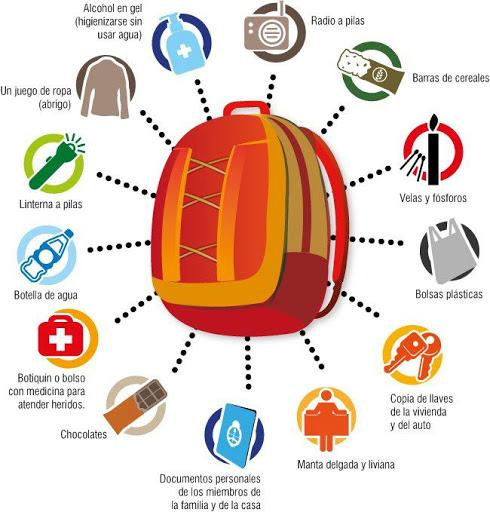 Alcohol en gel
(higienizarse sin
usar agua)
Radio a pilas
Barras de cereales
Velas y fósforos
Bolsas plásticas
Copia de llaves
de la vivienda
y del auto
Manta delgada y liviana
Documentos personales
de los miembros de
la familia y de la casa
Chocolates
Botiquin o bolso
con medicina para
atender heridos.
Botella de agua
Linterna a pilas
Un juego de ropa
(abrigo)